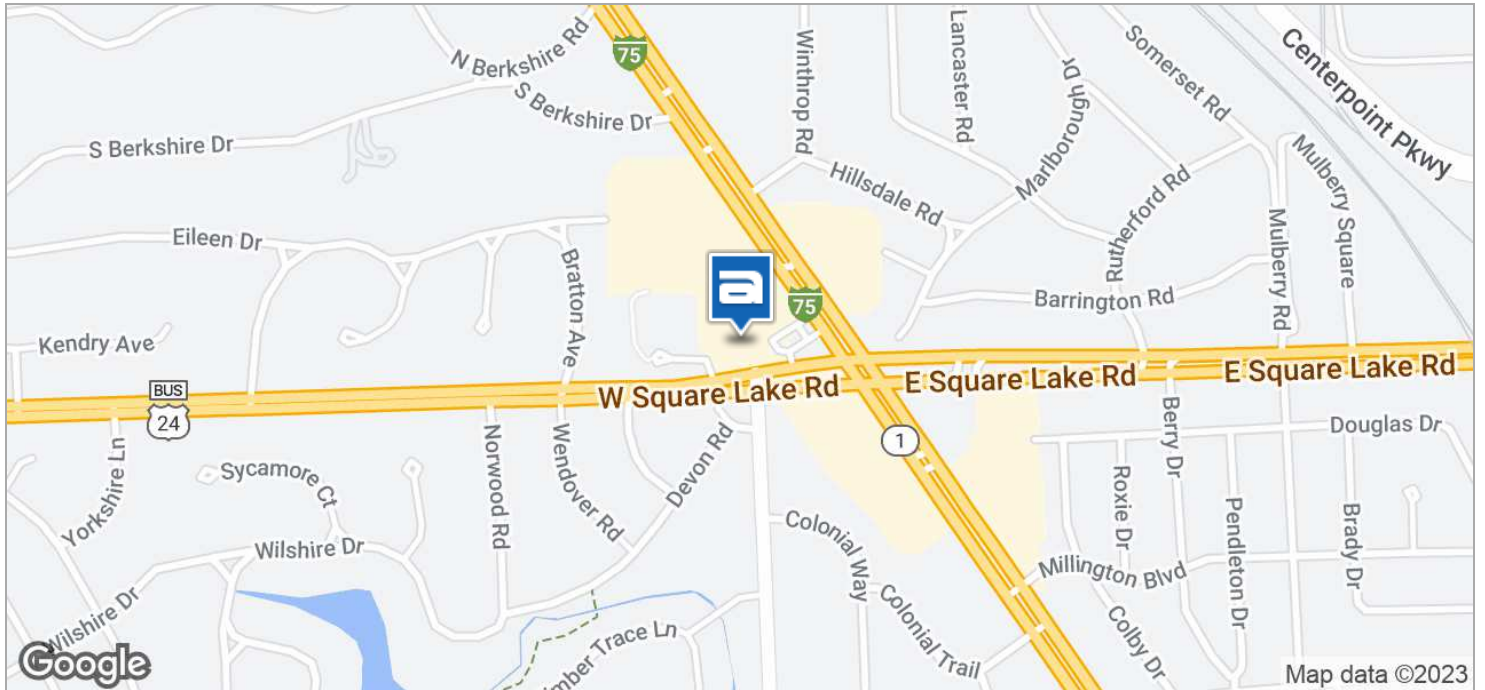 N Berkshire Rd
75
Winthrop Rd
Lancaster Rd
Somerset Rd
Centerpoint Pkwy
S Berkshire Dr
S Berkshire Dr
Marlborough Dr
Hillsdale Rd
Rutherford Rd
Mulberry Square
Mulberry Rd
Eileen Dr
Bratton Ave
a
75
Barrington Rd
Kendry Ave
BUS
24
W Square Lake Rd
E Square Lake Rd
E Square Lake Rd
1
Yorkshire Ln
Sycamore Ct
Norwood Rd
Wendover Rd
Devon Rd
Berry Dr
Douglas Dr
Roxie Dr
Pendleton Dr
Brady Dr
Wilshire Dr
Colonial Way
Millington Blvd
Wilshire Dr
Colonial Trail
Colby Dr
Trace Ln
Google
Map data ©2023